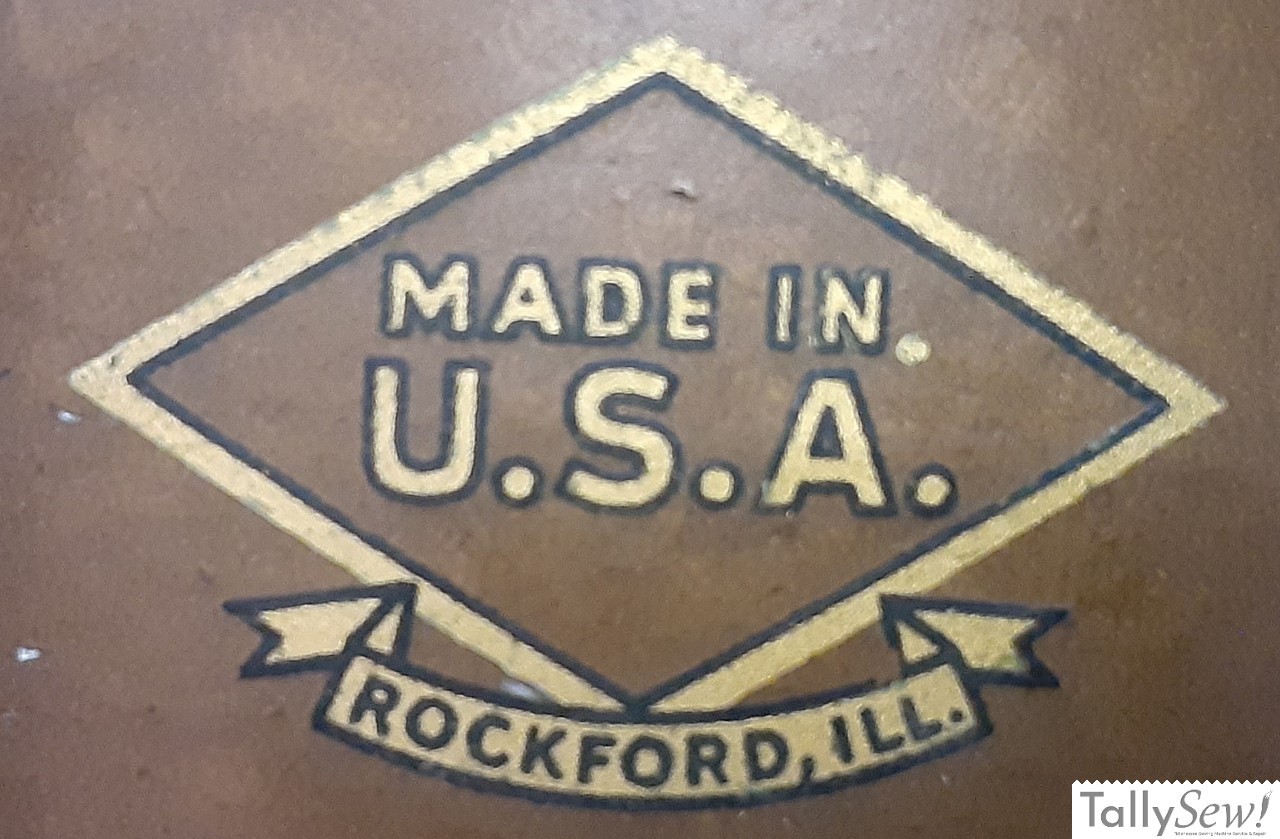 MADE IN.
U.S.A.
ROCKFORD, ILL.
TallySew!